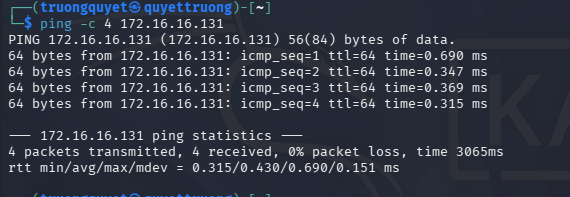 ┌──(truongquyet㉿quyettruong)-[~]
└─$ ping -c 4 172.16.16.131
PING 172.16.16.131 (172.16.16.131) 56(84) bytes of data.
64 bytes from 172.16.16.131: icmp_seq=1 ttl=64 time=0.690 ms
64 bytes from 172.16.16.131: icmp_seq=2 ttl=64 time=0.347 ms
64 bytes from 172.16.16.131: icmp_seq=3 ttl=64 time=0.369 ms
64 bytes from 172.16.16.131: icmp_seq=4 ttl=64 time=0.315 ms
--- 172.16.16.131 ping statistics ---
4 packets transmitted, 4 received, 0% packet loss, time 3065ms
rtt min/avg/max/mdev = 0.315/0.430/0.690/0.151 ms